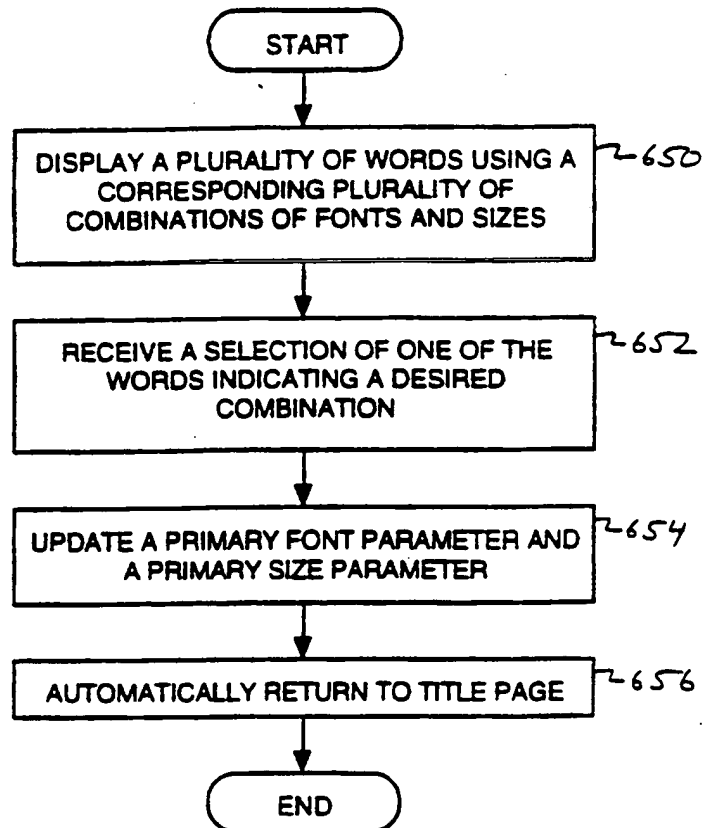 START
DISPLAY A PLURALITY OF WORDS USING A
CORRESPONDING PLURALITY OF
COMBINATIONS OF FONTS AND SIZES
650
RECEIVE A SELECTION OF ONE OF THE
WORDS INDICATING A DESIRED
COMBINATION
652
UPDATE A PRIMARY FONT PARAMETER AND
A PRIMARY SIZE PARAMETER
654
AUTOMATICALLY RETURN TO TITLE PAGE
656
END